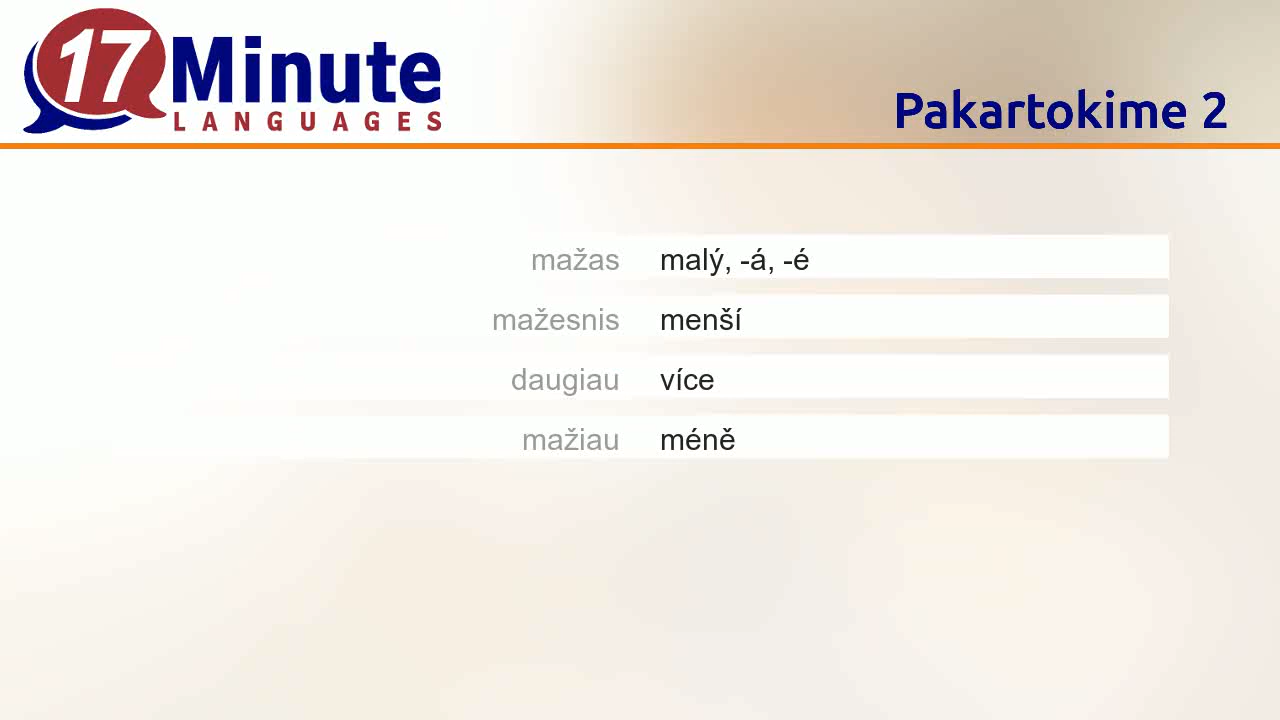 17 Minute
LANGUAGES
Pakartokime 2
mažas malý, -á, -é
mažesnis menší
daugiau více
mažiau méně